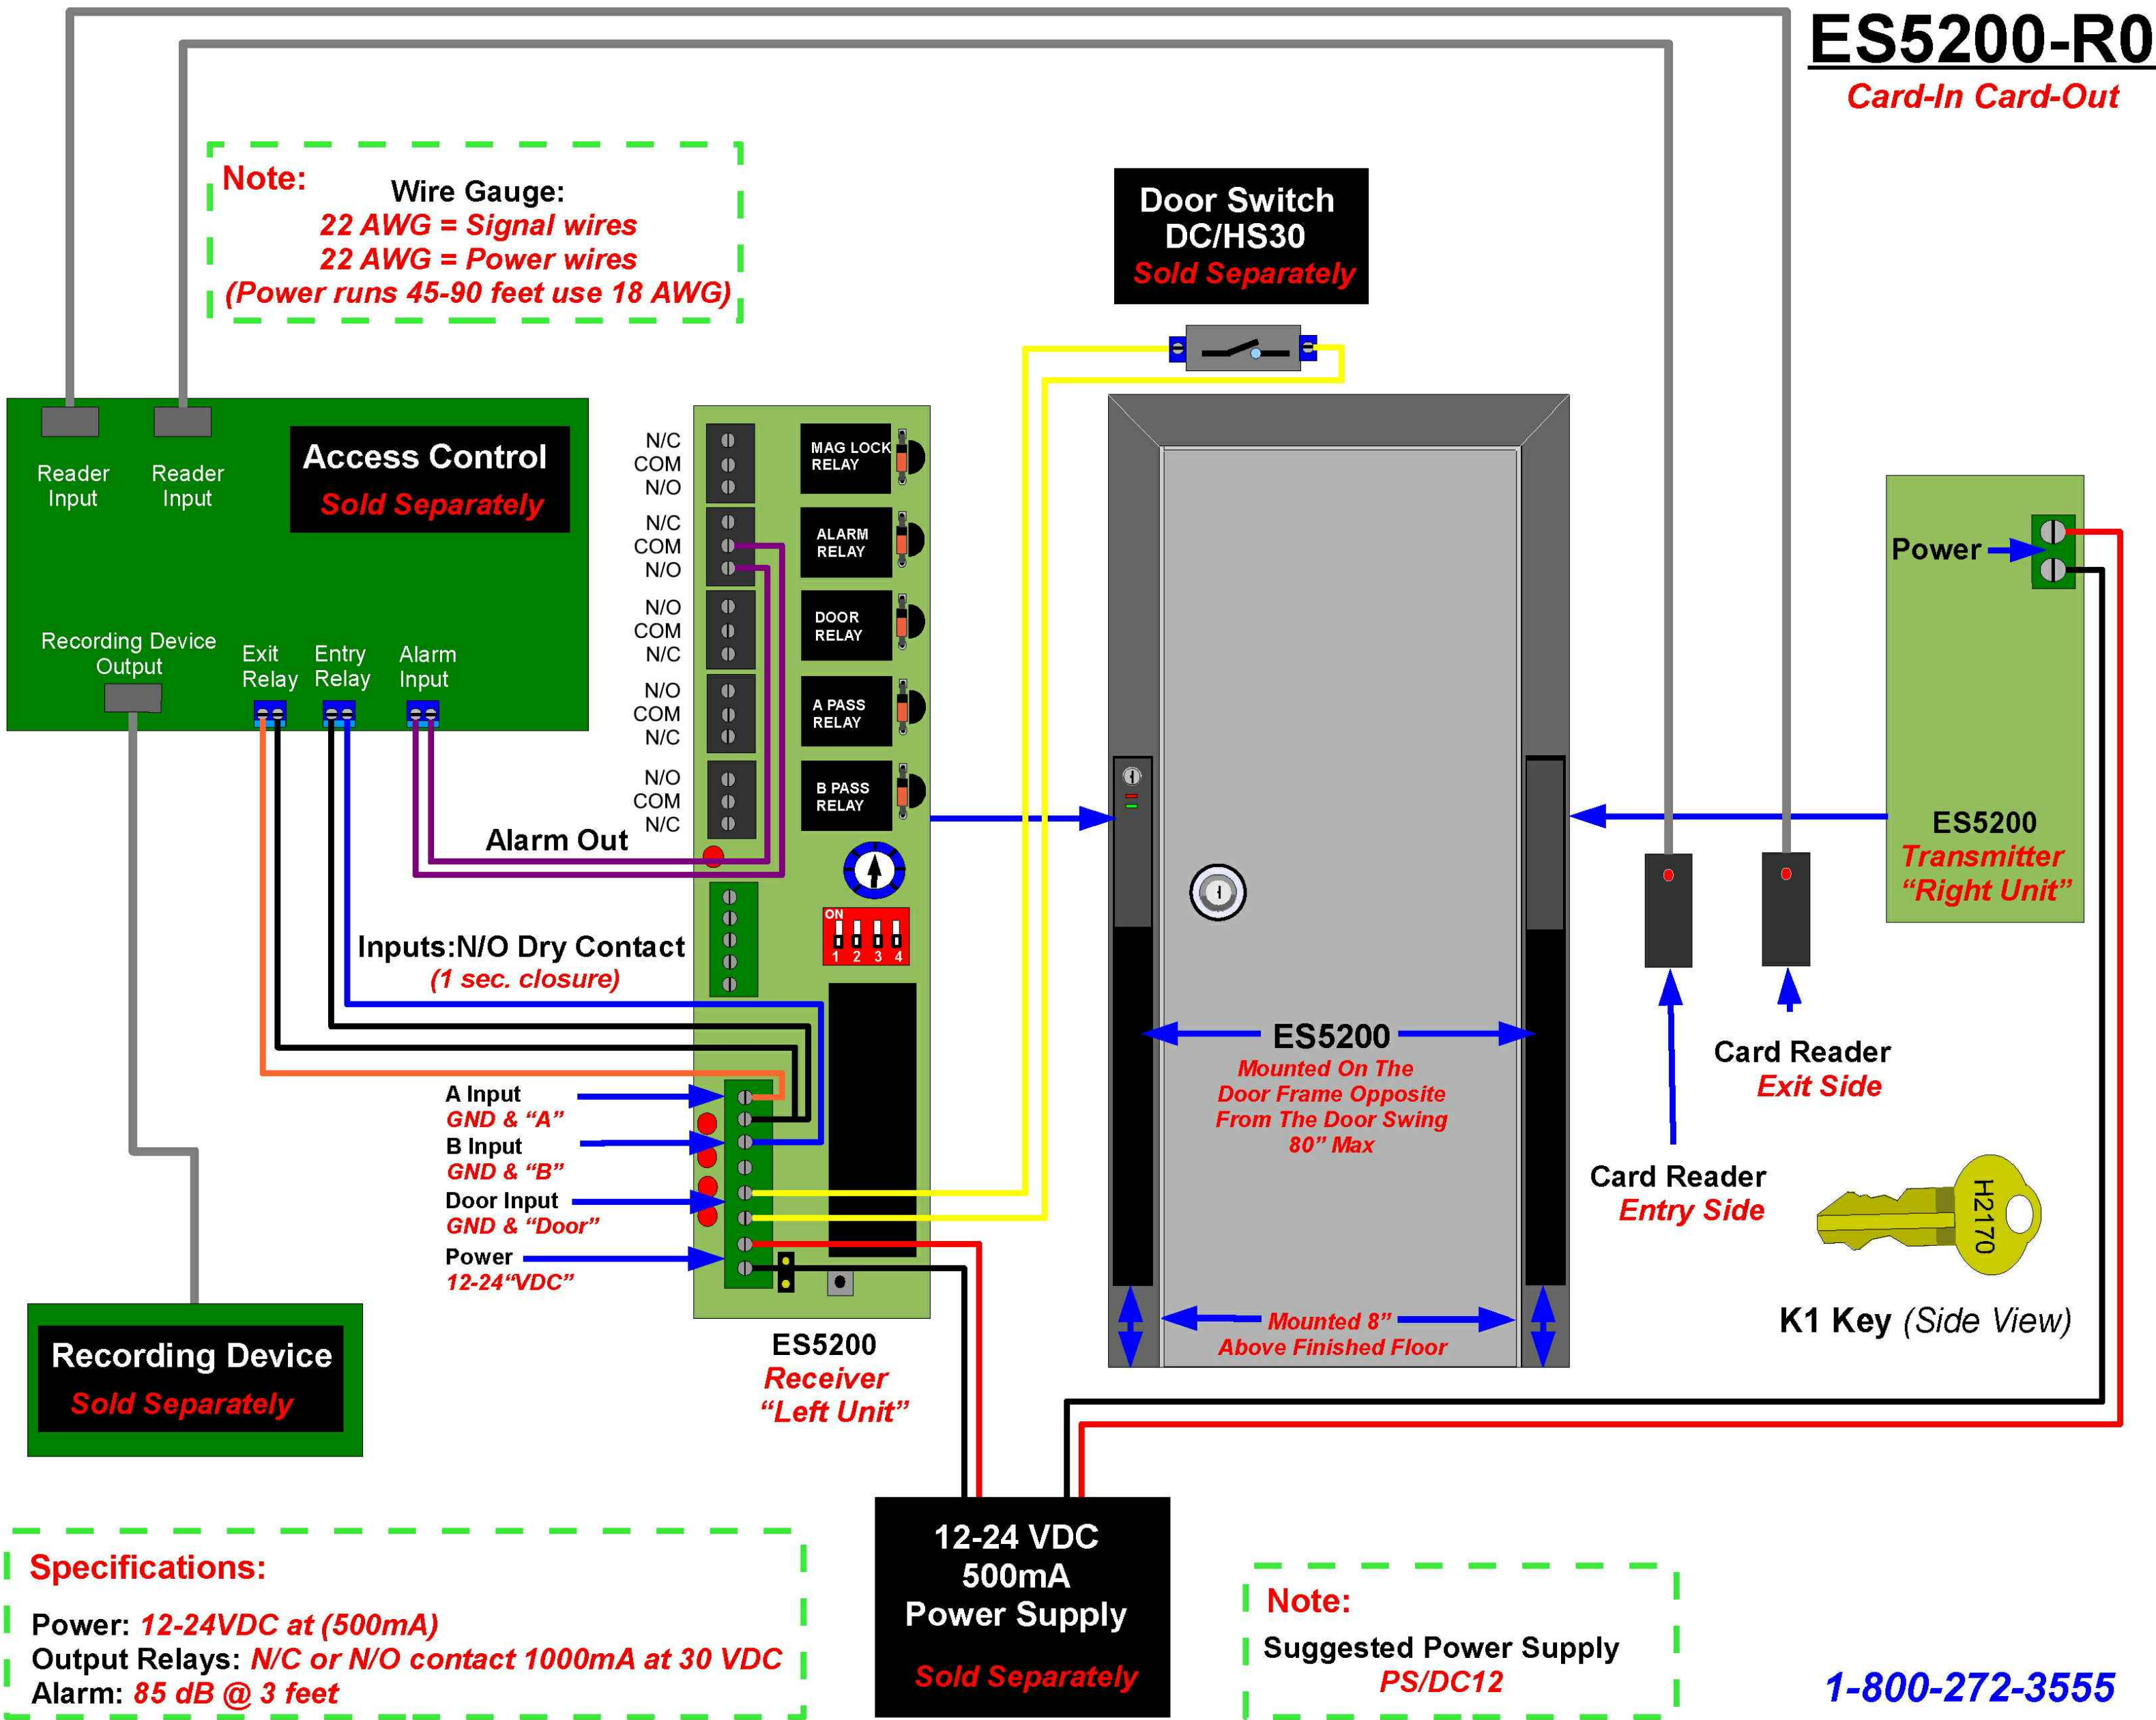 ES5200-R0
Card-In Card-Out
Note:
Wire Gauge:
22 AWG = Signal wires
22 AWG = Power wires
(Power runs 45-90 feet use 18 AWG)
Door Switch
DC/HS30
Sold Separately
Access Control
Sold Separately
Reader
Input
Reader
Input
Recording Device
Output
Exit
Relay
Entry
Relay
Alarm
Input
N/C
COM
N/O
MAG LOCK
RELAY
N/C
COM
N/O
ALARM
RELAY
N/O
COM
N/C
DOOR
RELAY
N/O
COM
N/C
A PASS
RELAY
N/O
COM
N/C
B PASS
RELAY
Alarm Out
ON
1 2 3 4
Inputs:N/O Dry Contact
(1 sec. closure)
A Input
GND & “A”
B Input
GND & “B”
Door Input
GND & “Door”
Power
12-24“VDC”
ES5200
Receiver
“Left Unit”
Power
ES5200
Transmitter
“Right Unit”
ES5200
Mounted On The
Door Frame Opposite
From The Door Swing
80” Max
Mounted 8”
Above Finished Floor
Card Reader
Exit Side
Card Reader
Entry Side
H2170
K1 Key (Side View)
Recording Device
Sold Separately
Specifications:
Power: 12-24VDC at (500mA)
Output Relays: N/C or N/O contact 1000mA at 30 VDC
Alarm: 85 dB @ 3 feet
12-24 VDC
500mA
Power Supply
Sold Separately
Note:
Suggested Power Supply
PS/DC12
1-800-272-3555